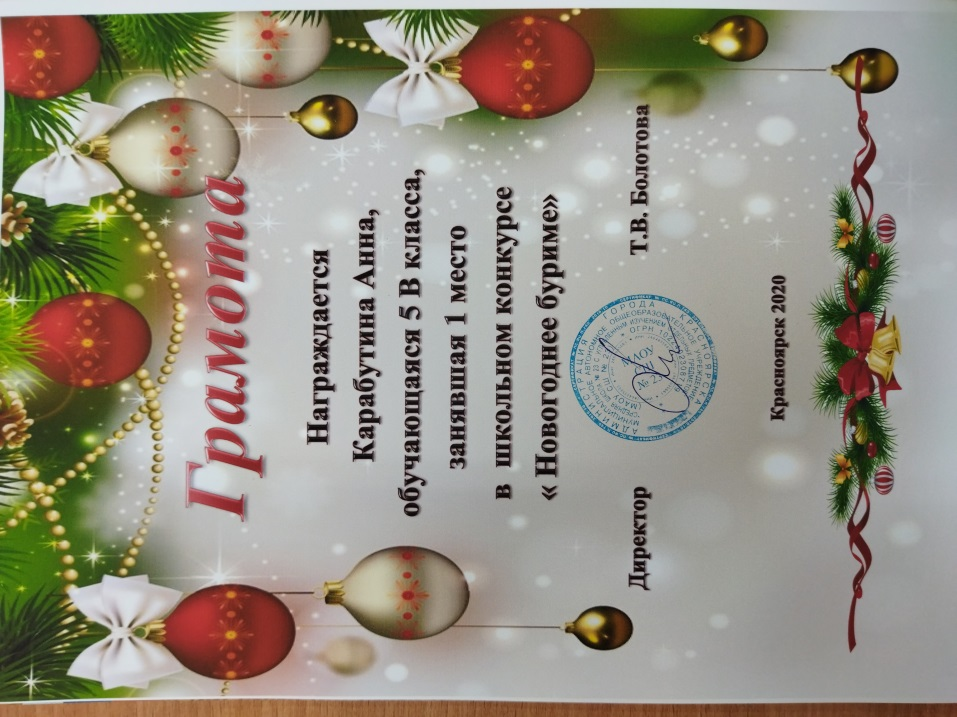 Грамота
Награждается
Карабутина Анна,
обучающаяся 5 В класса,
занявшая 1 место
в школьном конкурсе
« Новогоднее буриме»
Директор
Т.В. Болотова
Красноярск 2020